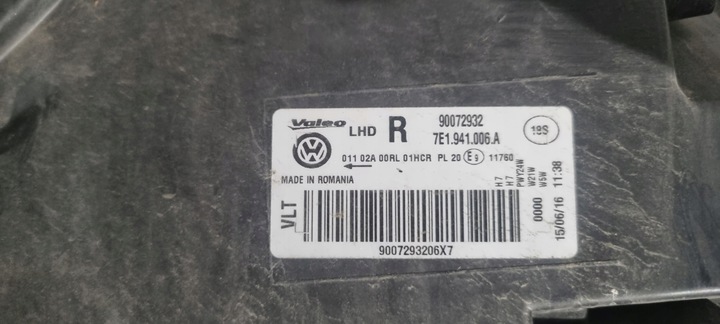 Valeo LHD R 90072932
7E1.941.006.A 19S
011 02A 00RL 01HCR PL 20 E9 11760
MADE IN ROMANIA
VLT
9007293206X7
H7
H7
PWY24W
W21W
W5W
0000
15/06/16 11:38